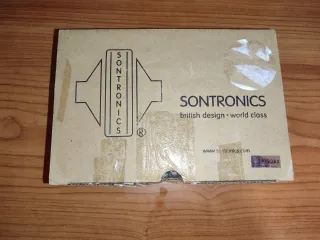 SONTRONICS
®
SONTRONICS
british design • world class